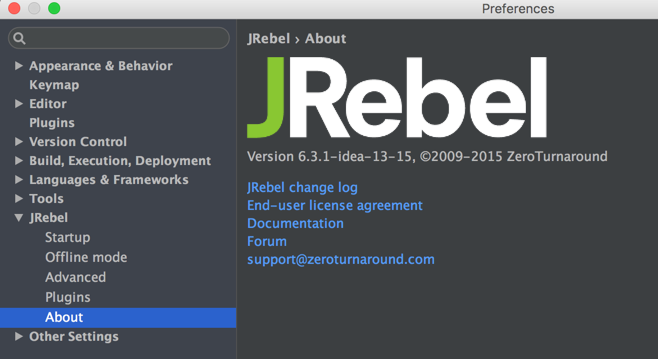 Preferences
Appearance & Behavior
Keymap
Editor
Plugins
Version Control
Build, Execution, Deployment
Languages & Frameworks
Tools
JRebel
Startup
Offline mode
Advanced
Plugins
About
Other Settings
JRebel › About
JRebel
Version 6.3.1-idea-13-15, ©2009-2015 ZeroTurnaround
JRebel change log
End-user license agreement
Documentation
Forum
support@zeroturnaround.com